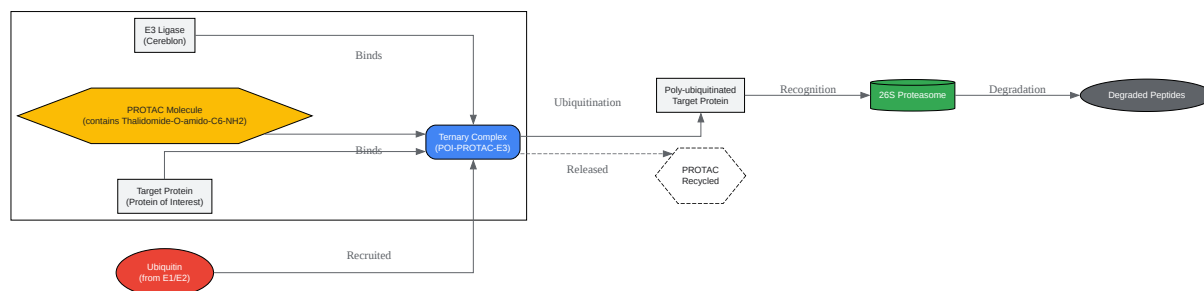 E3 Ligase
(Cereblon)
Binds
PROTAC Molecule
(contains Thalidomide-O-amido-C6-NH2)
Binds
Target Protein
(Protein of Interest)
Ternary Complex
(POI-PROTAC-E3)
Ubiquitin
(from E1/E2)
Recruited
Ubiquitination
Released
Poly-ubiquitinated
Target Protein
PROTAC
Recycled
Recognition
26S Proteasome
Degradation
Degraded Peptides